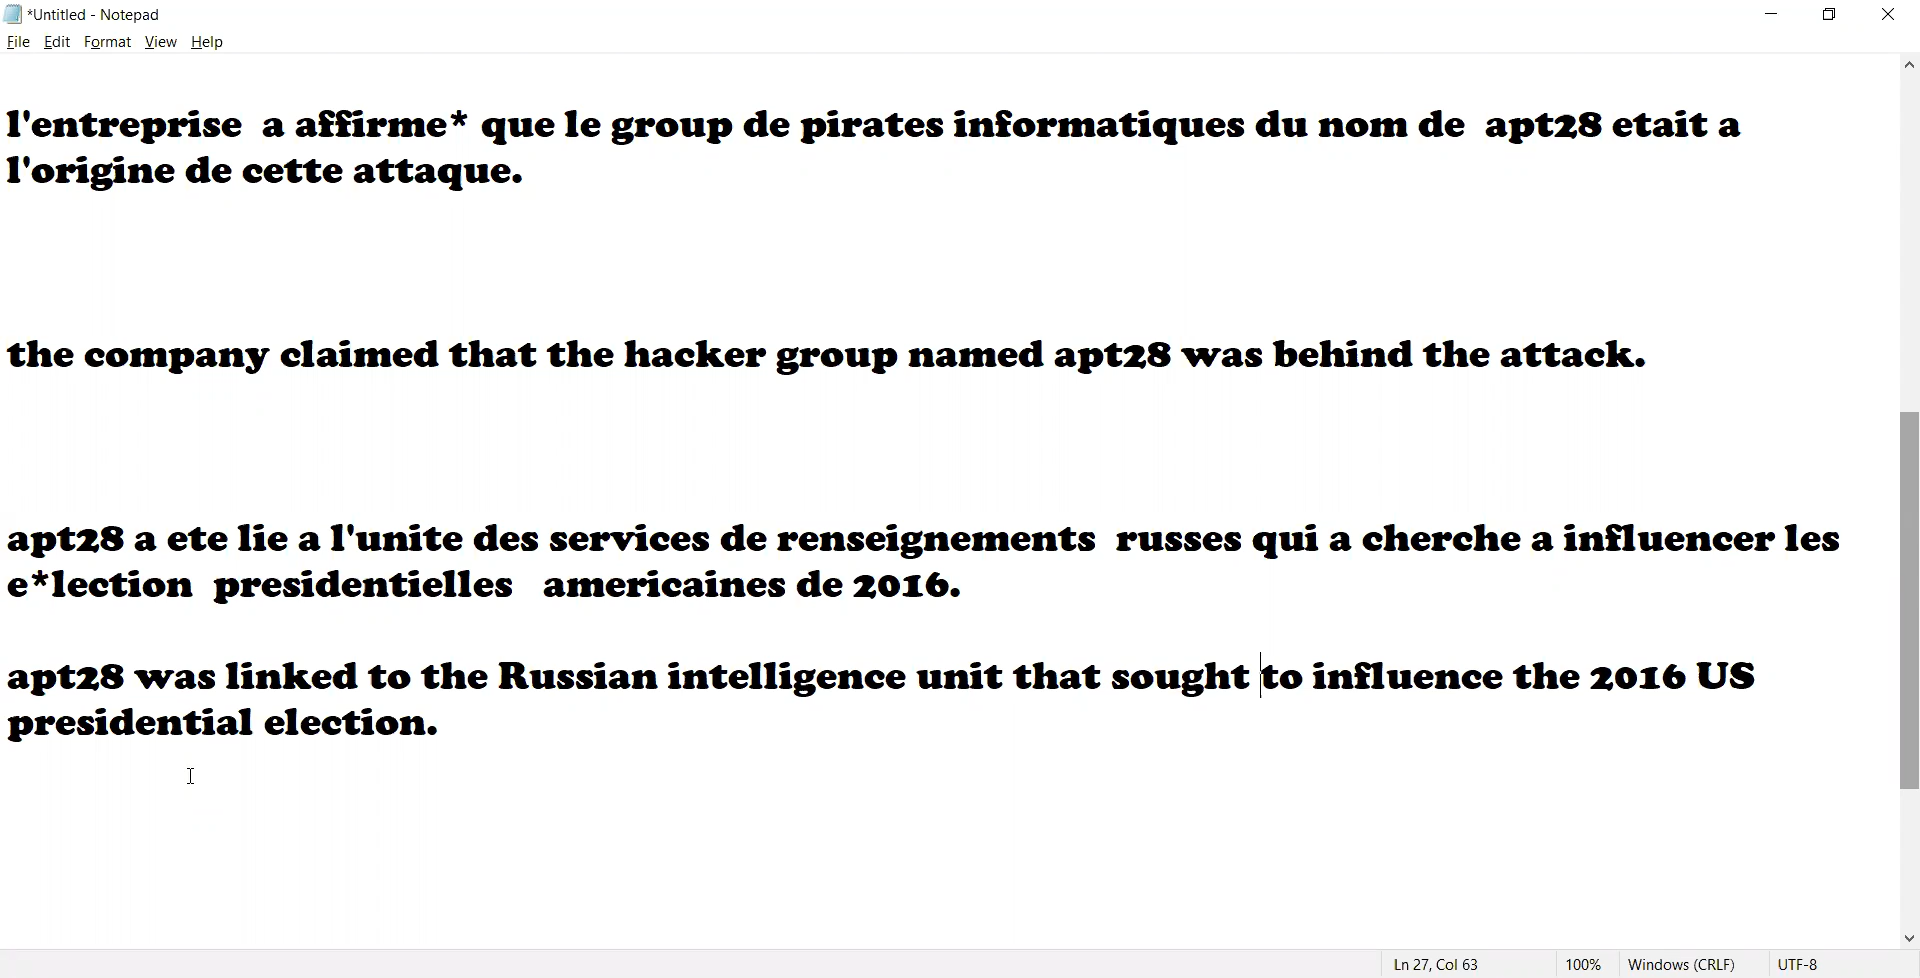 *Untitled - Notepad
File Edit Format View Help
l'entreprise  a affirme* que le group de pirates informatiques du nom de  apt28 etait a
l'origine de cette attaque.
the company claimed that the hacker group named apt28 was behind the attack.
apt28 a ete lie a l'unite des services de renseignements  russes qui a cherche a influencer les
e*lection  presidentielles   americaines de 2016.
apt28 was linked to the Russian intelligence unit that sought to influence the 2016 US
presidential election.
Ln 27, Col 63 100% Windows (CRLF) UTF-8